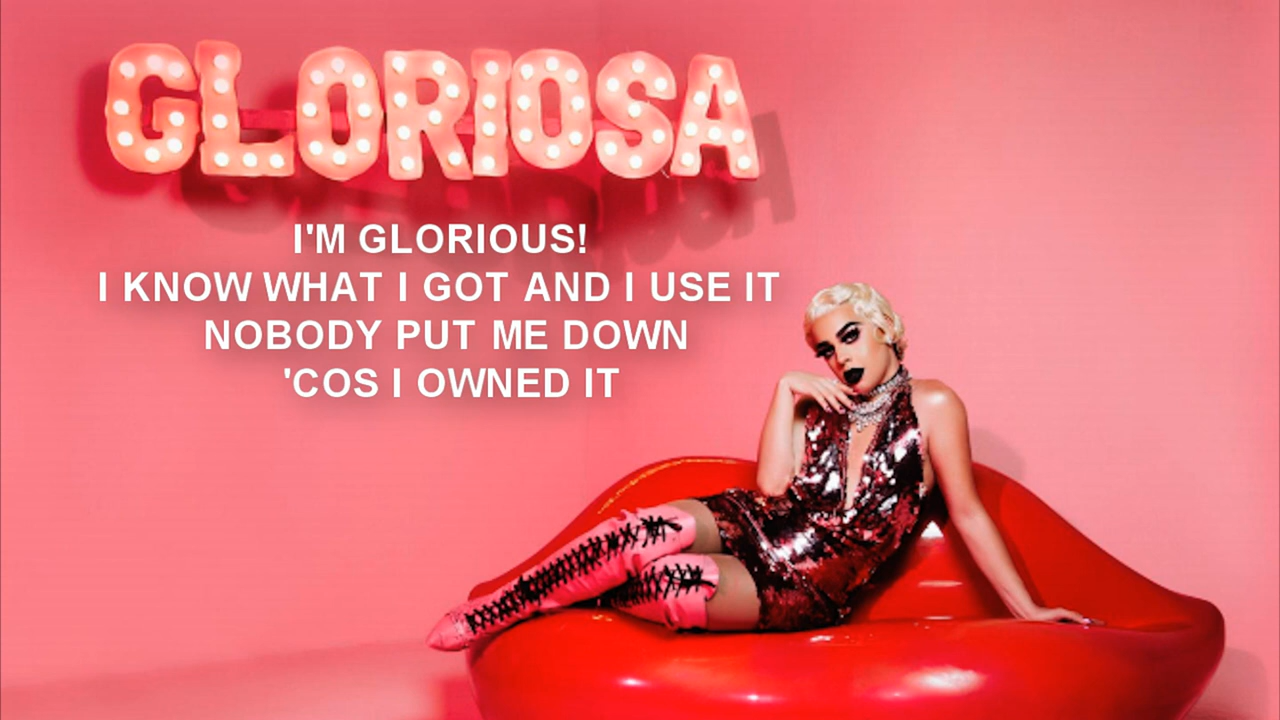 GLORIOSA
I'M GLORIOUS!
I KNOW WHAT I GOT AND I USE IT
NOBODY PUT ME DOWN
'COS I OWNED IT